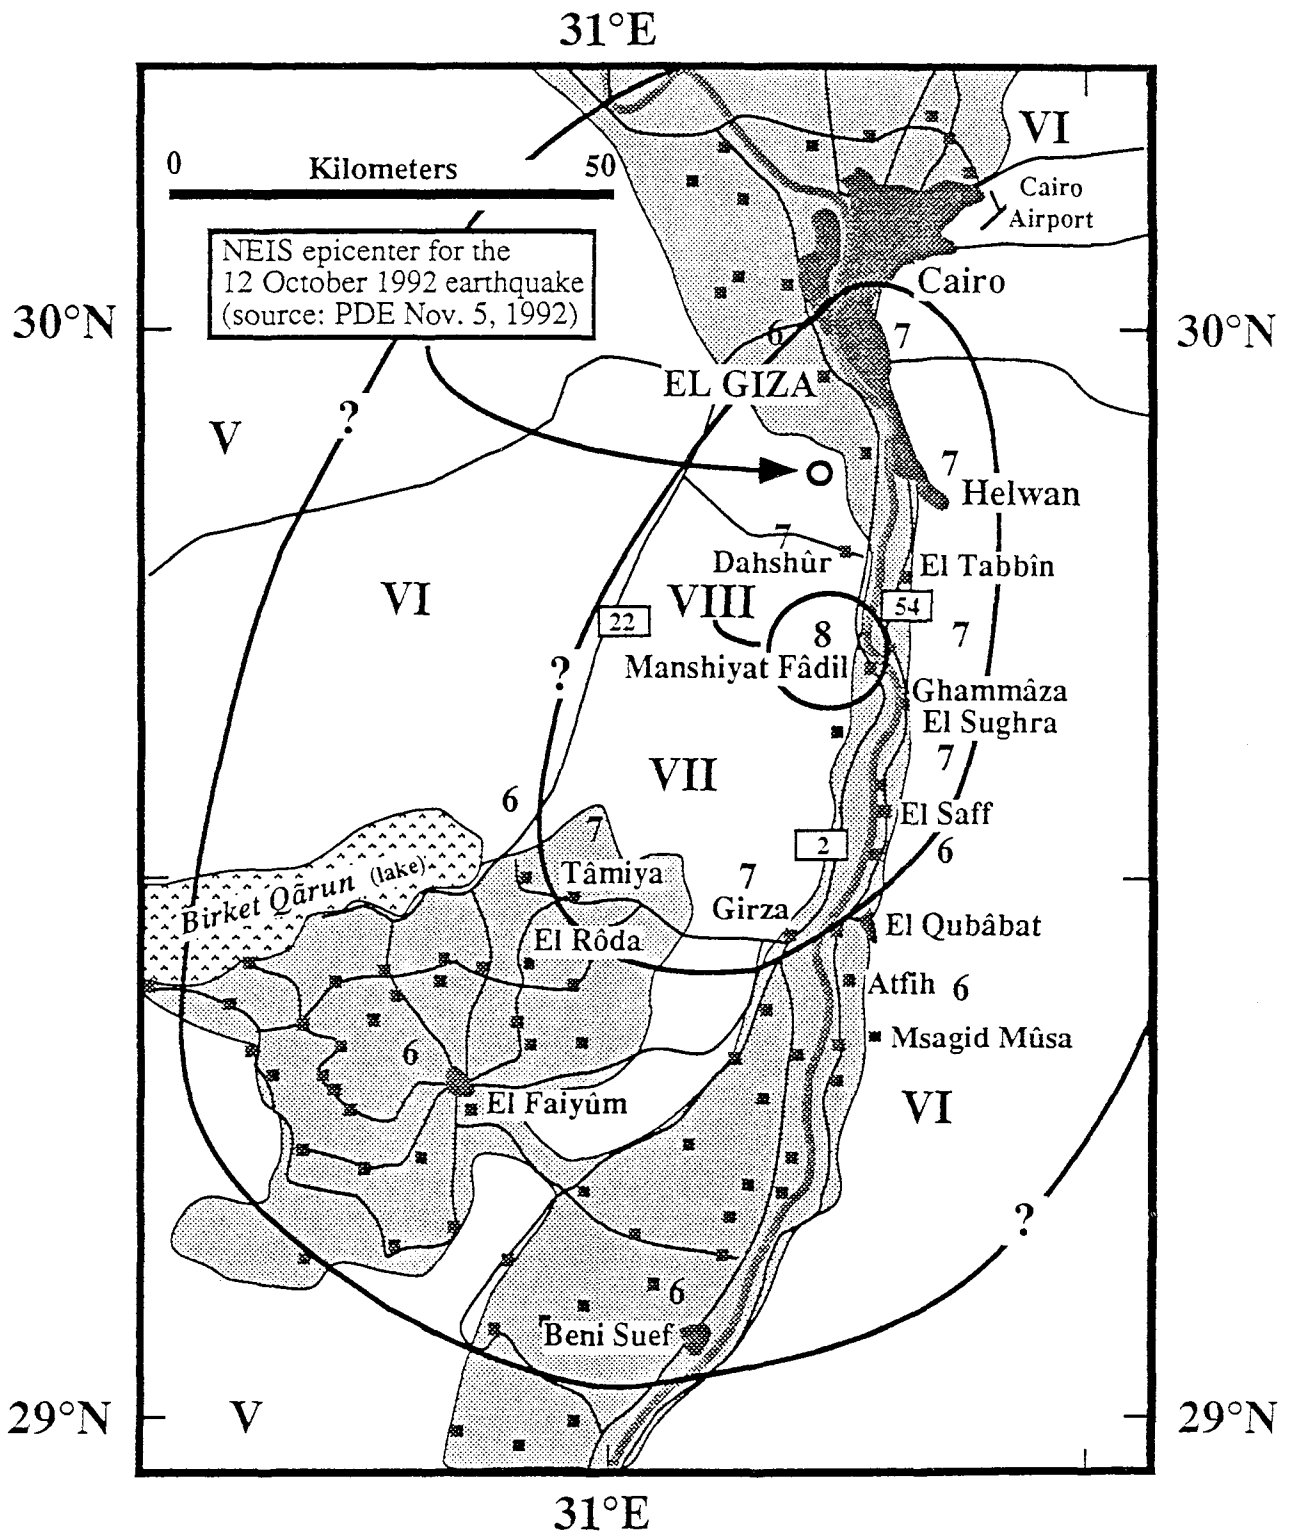 31°E
VI
0 Kilometers 50
Cairo
Airport
NEIS epicenter for the
12 October 1992 earthquake
(source: PDE Nov. 5, 1992)
Cairo
30°N
30°N
6
7
EL GIZA
?
V
7
Helwan
7
Dahshûr
El Tabbîn
VI
VIII
54
22
8
7
Manshiyat Fâdil
?
Ghammâza
El Sughra
7
VII
6
7
El Saff
2
6
Birket Qãrun (lake)
Tâmiya
7
Girza
El Rôda
El Qubâbat
Atfih 6
Msagid Mûsa
6
El Faiyûm
VI
?
6
Beni Suef
29°N
V
29°N
31°E